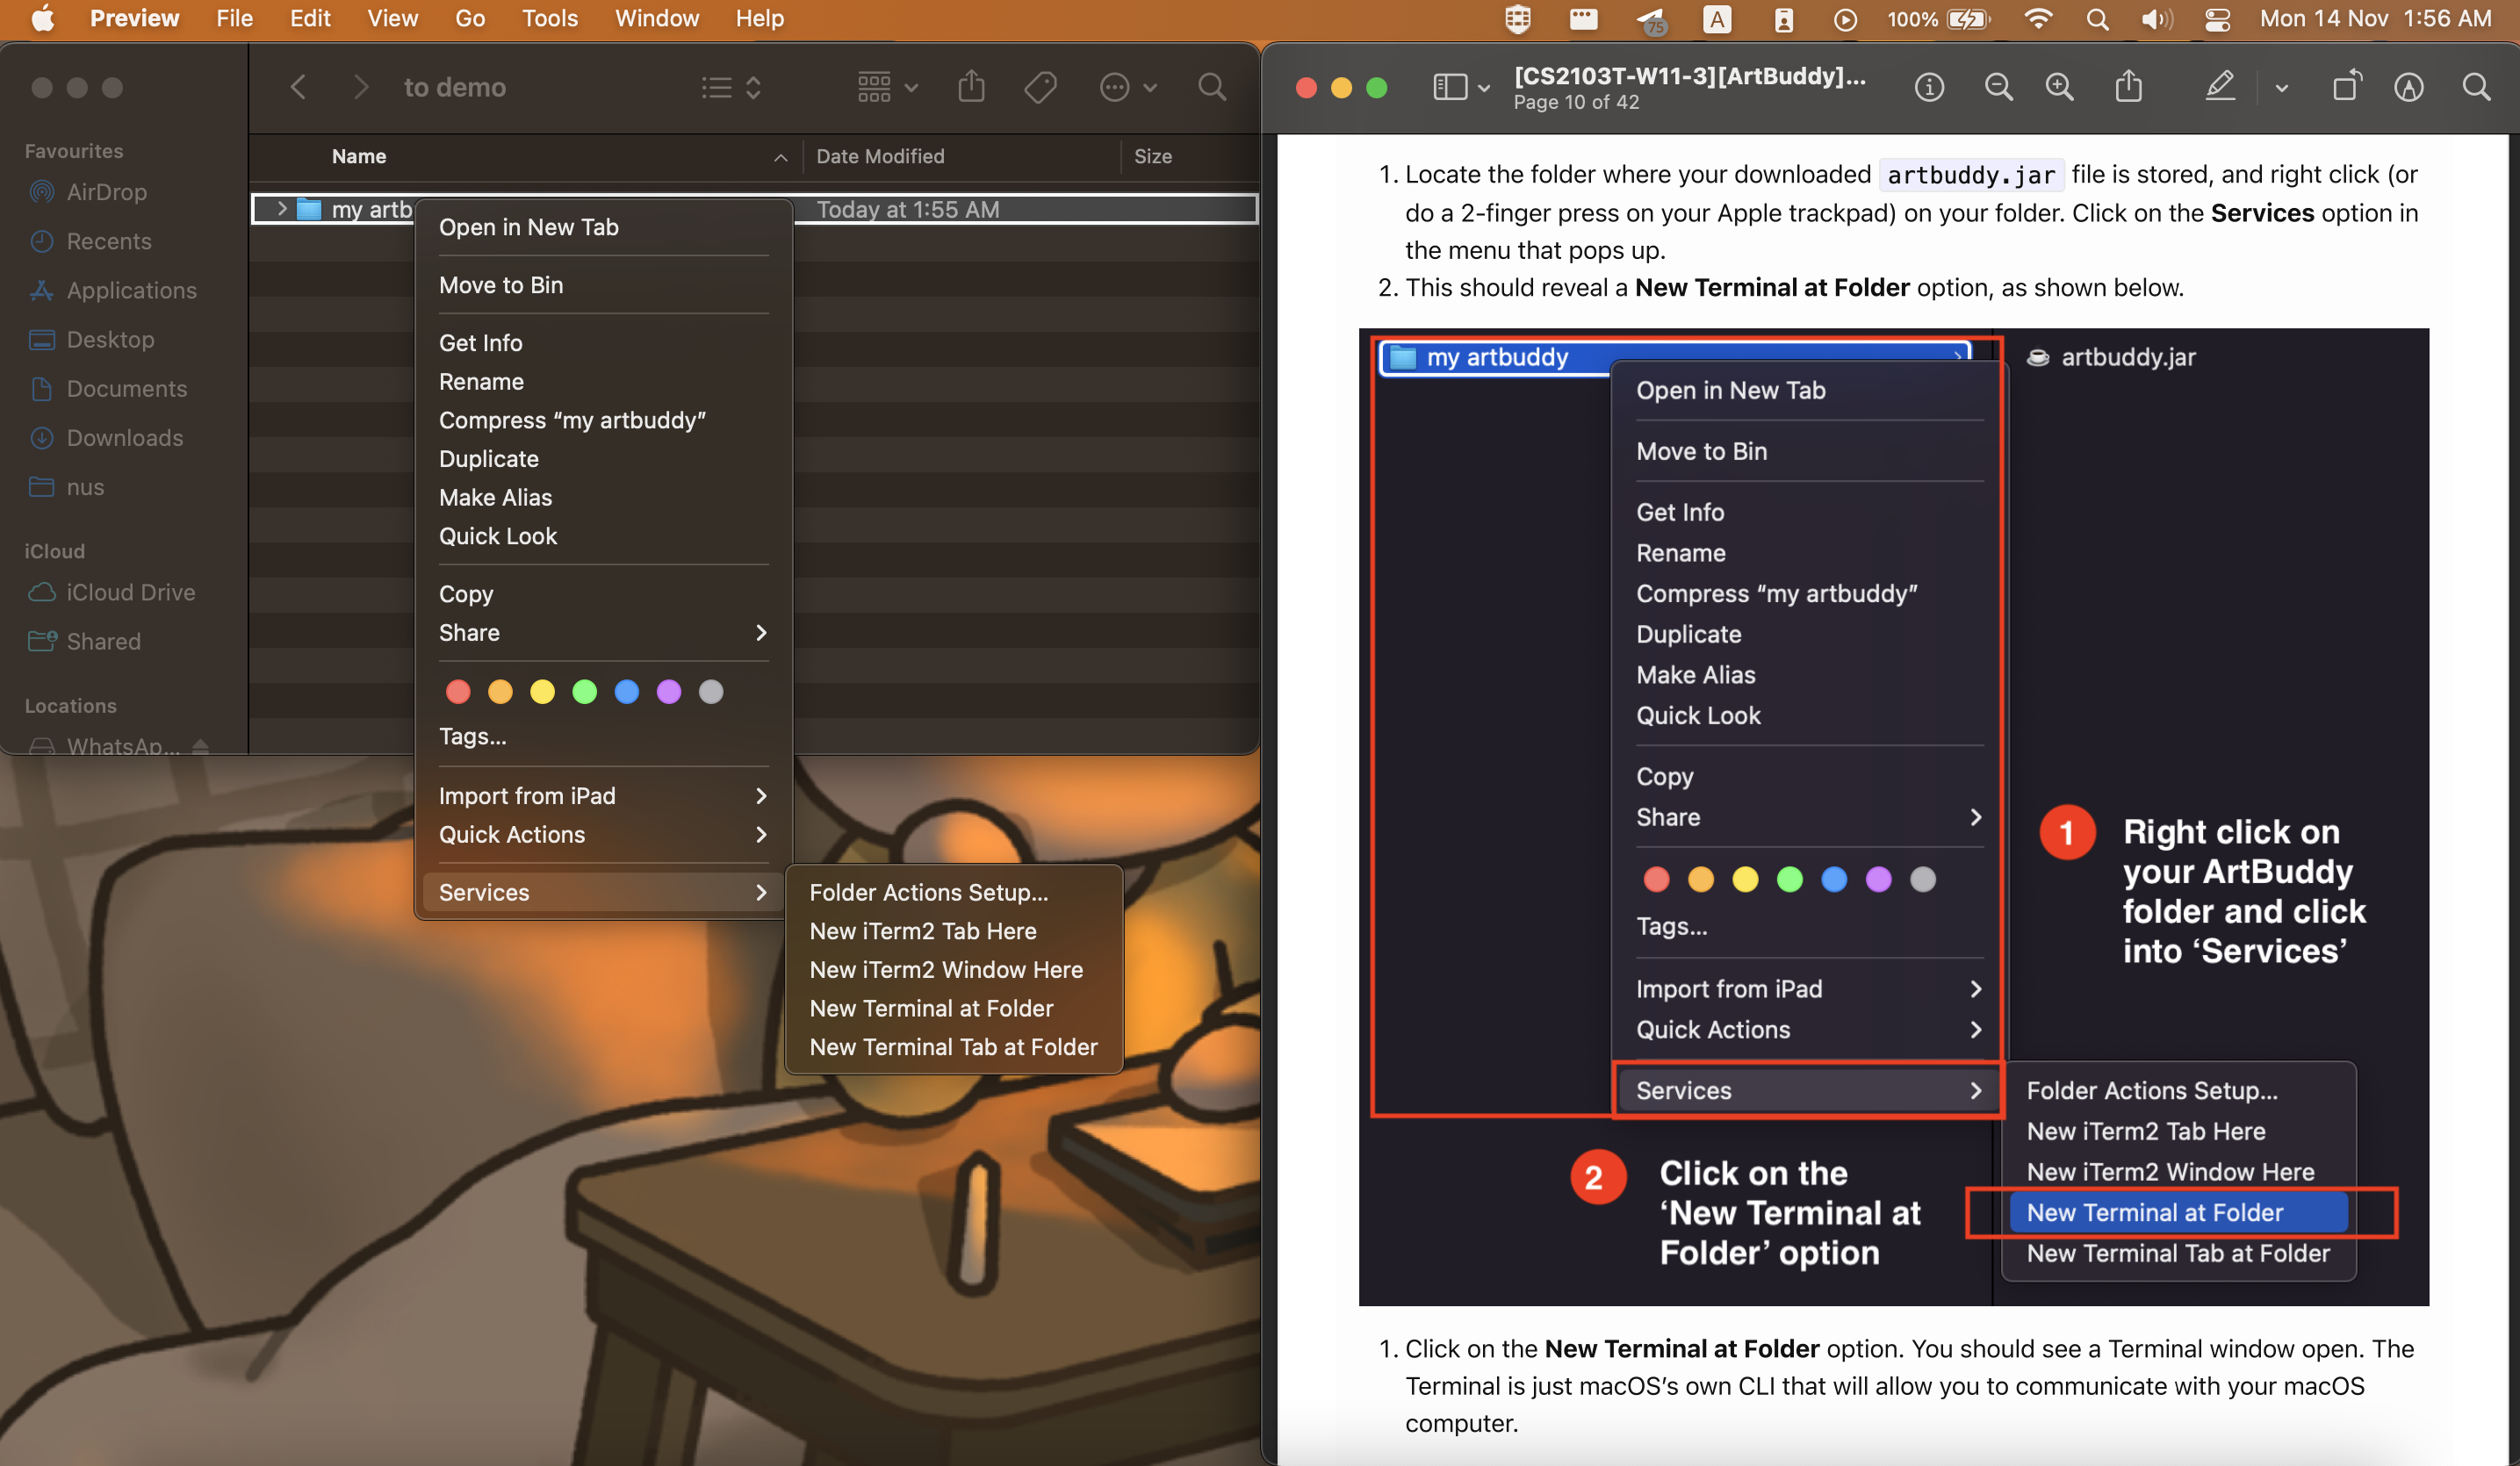 Preview File Edit View Go Tools Window Help
75 A 100% Mon 14 Nov 1:56 AM
to demo
Favourites
AirDrop
Recents
Applications
Desktop
Documents
Downloads
nus
iCloud
iCloud Drive
Shared
Locations
WhatsAp...
Name Date Modified Size
my artb Today at 1:55 AM
Open in New Tab
Move to Bin
Get Info
Rename
Compress “my artbuddy”
Duplicate
Make Alias
Quick Look
Copy
Share
Tags...
Import from iPad
Quick Actions
Services
Folder Actions Setup...
New iTerm2 Tab Here
New iTerm2 Window Here
New Terminal at Folder
New Terminal Tab at Folder
[CS2103T-W11-3][ArtBuddy]...
Page 10 of 42
1. Locate the folder where your downloaded artbuddy.jar file is stored, and right click (or
do a 2-finger press on your Apple trackpad) on your folder. Click on the Services option in
the menu that pops up.
2. This should reveal a New Terminal at Folder option, as shown below.
my artbuddy
artbuddy.jar
Open in New Tab
Move to Bin
Get Info
Rename
Compress “my artbuddy”
Duplicate
Make Alias
Quick Look
Copy
Share
Tags...
Import from iPad
Quick Actions
Services
1 Right click on
your ArtBuddy
folder and click
into ‘Services’
Folder Actions Setup...
New iTerm2 Tab Here
New iTerm2 Window Here
New Terminal at Folder
New Terminal Tab at Folder
2 Click on the
‘New Terminal at
Folder’ option
1. Click on the New Terminal at Folder option. You should see a Terminal window open. The
Terminal is just macOS’s own CLI that will allow you to communicate with your macOS
computer.